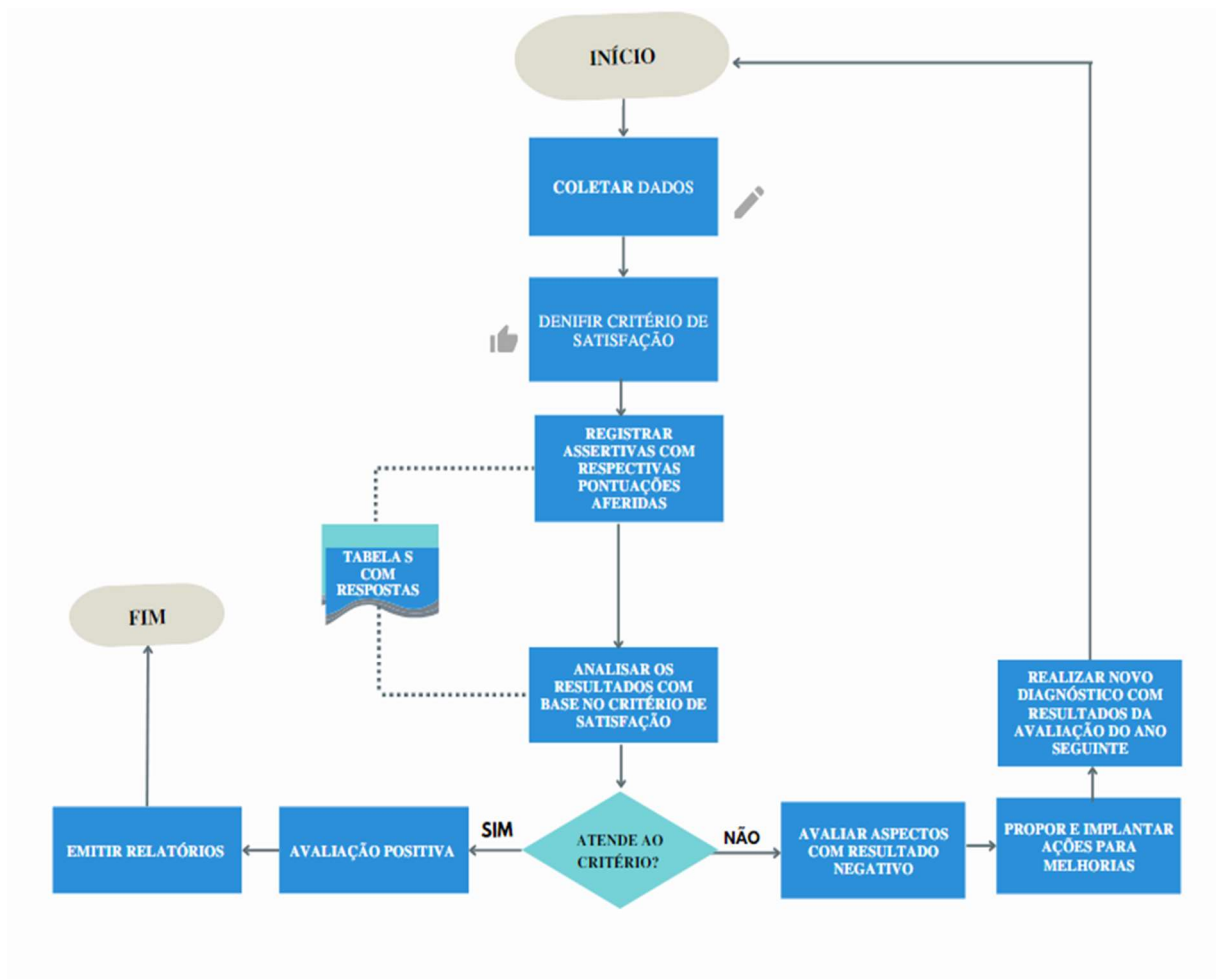 INÍCIO
COLETAR DADOS
DENIFIR CRITÉRIO DE
SATISFAÇÃO
REGISTRAR
ASSERTIVAS COM
RESPECTIVAS
PONTUAÇÕES
AFERIDAS
TABELA S
COM
RESPOSTAS
FIM
ANALISAR OS
RESULTADOS COM
BASE NO CRITÉRIO DE
SATISFAÇÃO
REALIZAR NOVO
DIAGNÓSTICO COM
RESULTADOS DA
AVALIAÇÃO DO ANO
SEGUINTE
EMITIR RELATÓRIOS
AVALIAÇÃO POSITIVA
SIM
ATENDE AO
CRITÉRIO?
NÃO
AVALIAR ASPECTOS
COM RESULTADO
NEGATIVO
PROPOR E IMPLANTAR
AÇÕES PARA
MELHORIAS